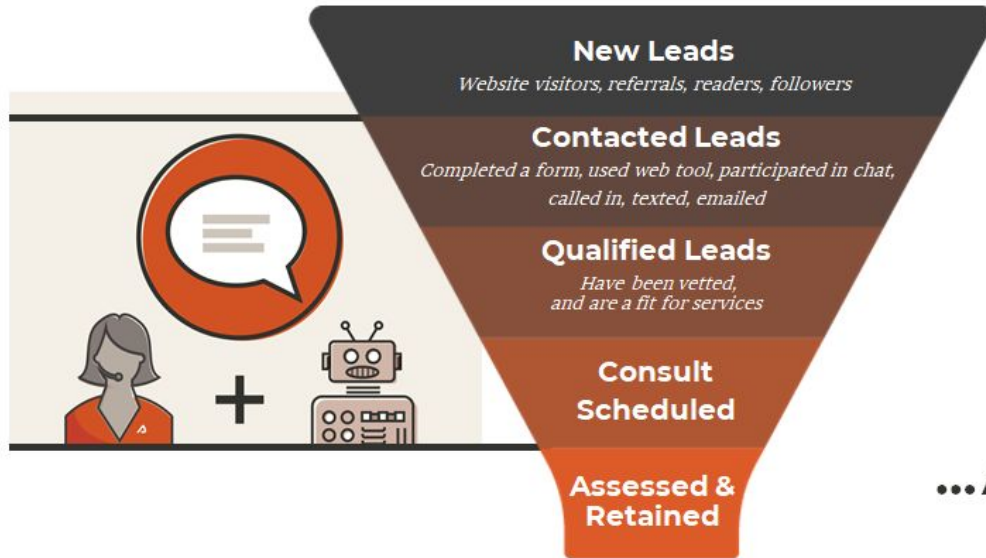 New Leads
Website visitors, referrals, readers, followers
Contacted Leads
Completed a form, used web tool, participated in chat,
called in, texted, emailed
Qualified Leads
Have been vetted,
and are a fit for services
Consult
Scheduled
Assessed &
Retained
...